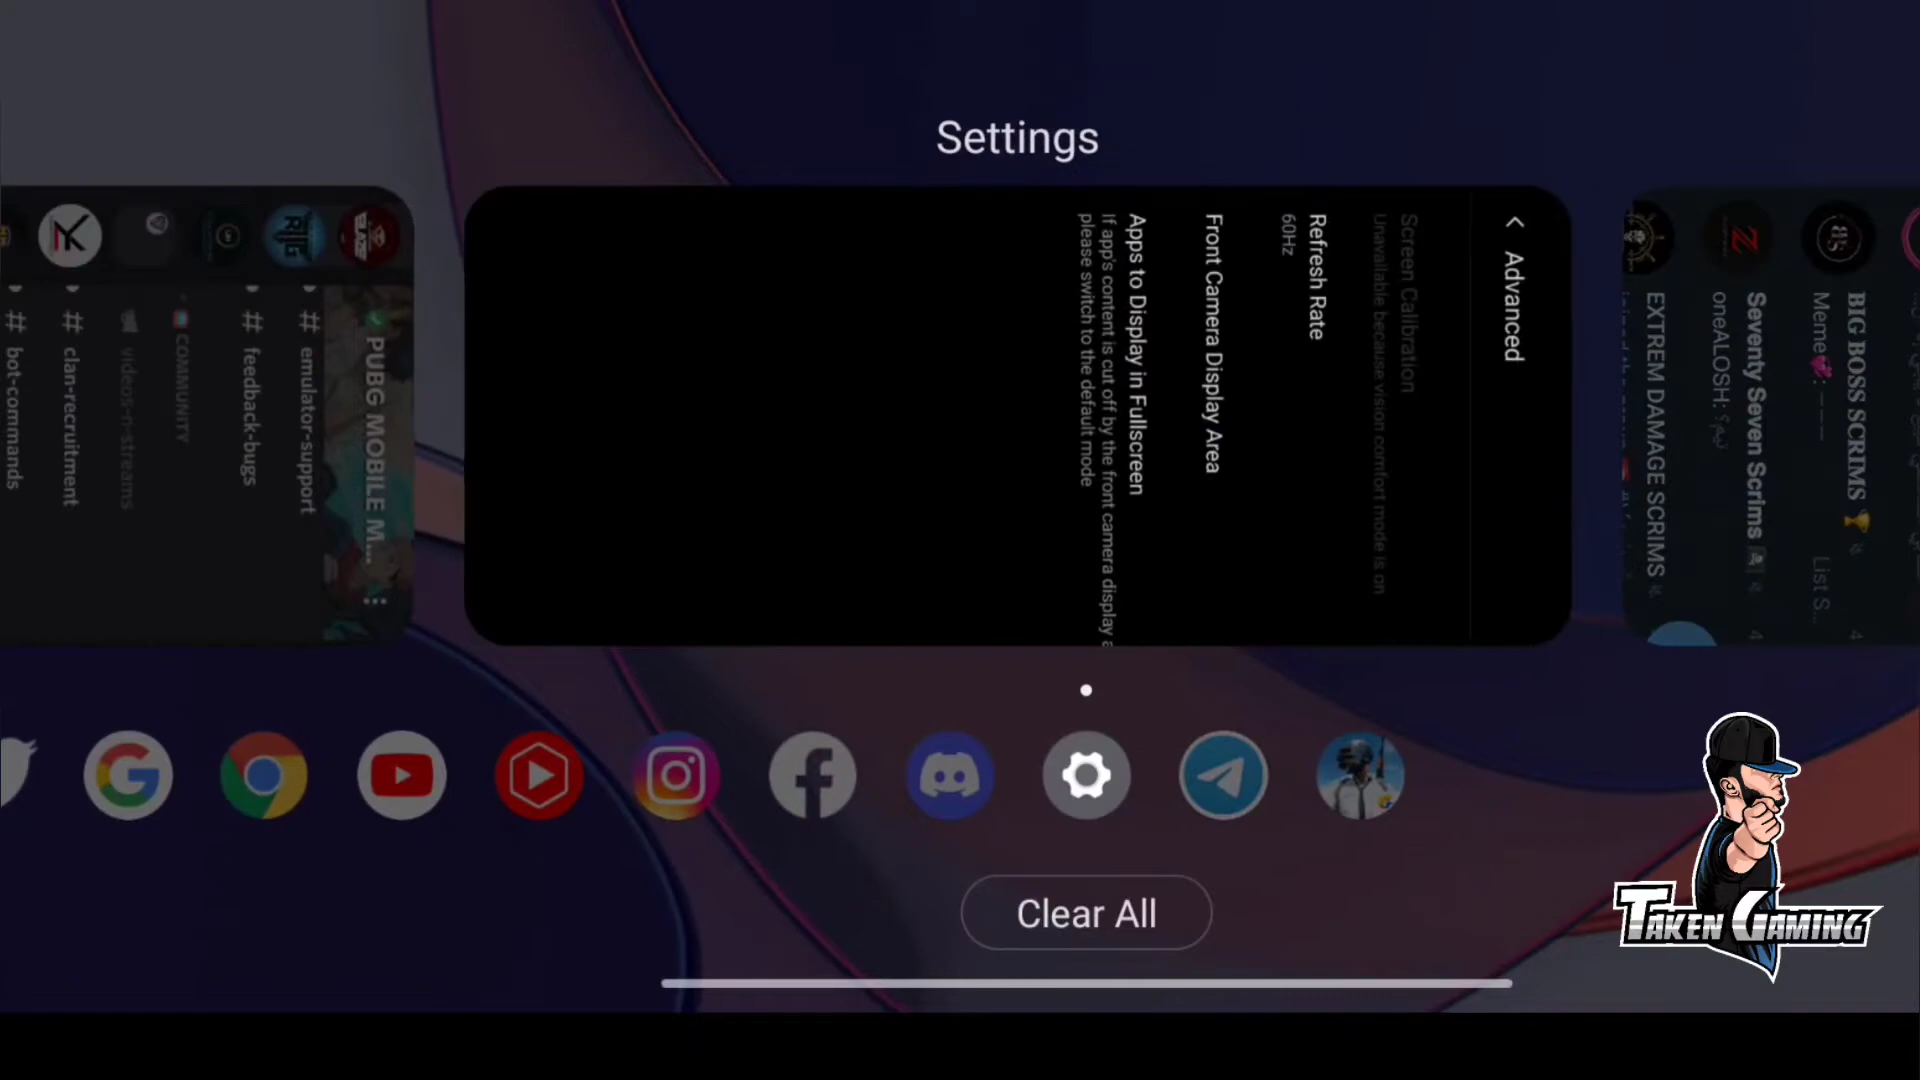 Settings
PUBG MOBILE M...
# emulator-support
# feedback-bugs
COMMUNITY
videos-n-streams
# clan-recruitment
# bot-commands
Advanced
Screen Calibration
Unavailable because vision comfort mode is on
Refresh Rate
60Hz
Front Camera Display Area
Apps to Display in Fullscreen
If app's content is cut off by the front camera display
please switch to the default mode
BIG BOSS SCRIMS
Meme
List S..
Seventy Seven Scrims
oneALOSH:
EXTREM DAMAGE SCRIMS
Clear All
TAKEN GAMING